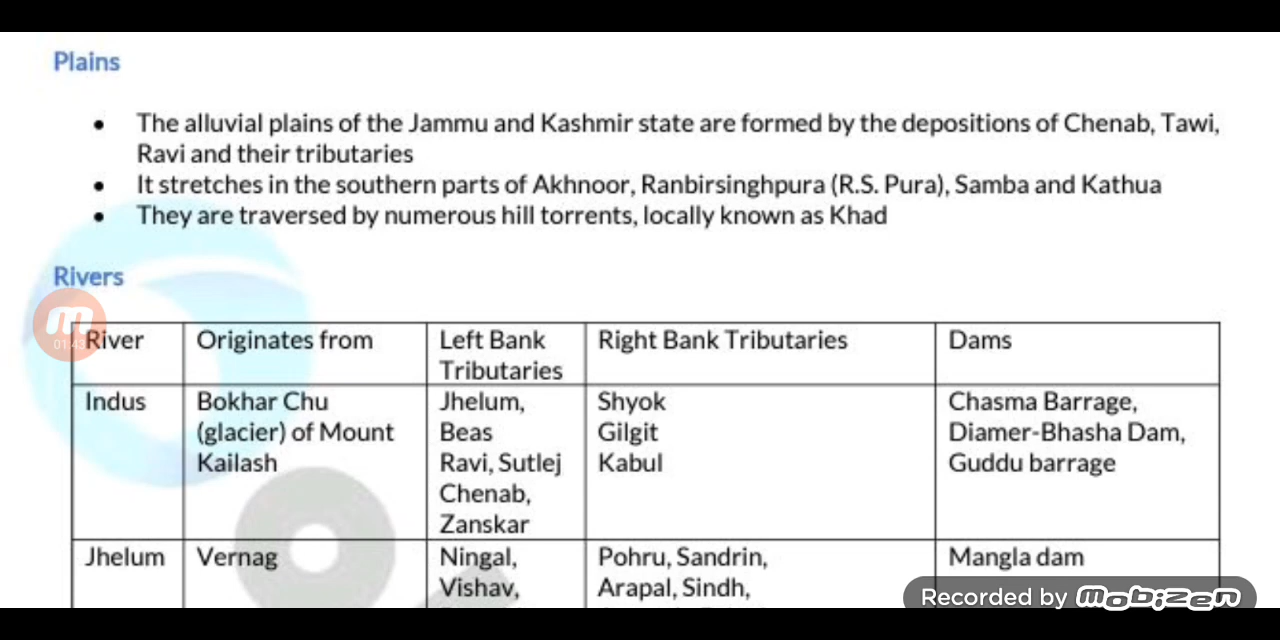 Plains
• The alluvial plains of the Jammu and Kashmir state are formed by the depositions of Chenab, Tawi,
Ravi and their tributaries
• It stretches in the southern parts of Akhnoor, Ranbirsinghpura (R.S. Pura), Samba and Kathua
• They are traversed by numerous hill torrents, locally known as Khad
Rivers
m
01:43
River
Originates from
Left Bank
Tributaries
Right Bank Tributaries
Dams
Indus
Bokhar Chu
(glacier) of Mount
Kailash
Jhelum,
Beas
Ravi, Sutlej
Chenab,
Zanskar
Shyok
Gilgit
Kabul
Chasma Barrage,
Diamer-Bhasha Dam,
Guddu barrage
Jhelum
Vernag
Ningal,
Vishav,
Pohru, Sandrin,
Arapal, Sindh,
Mangla dam
Recorded by mobizen